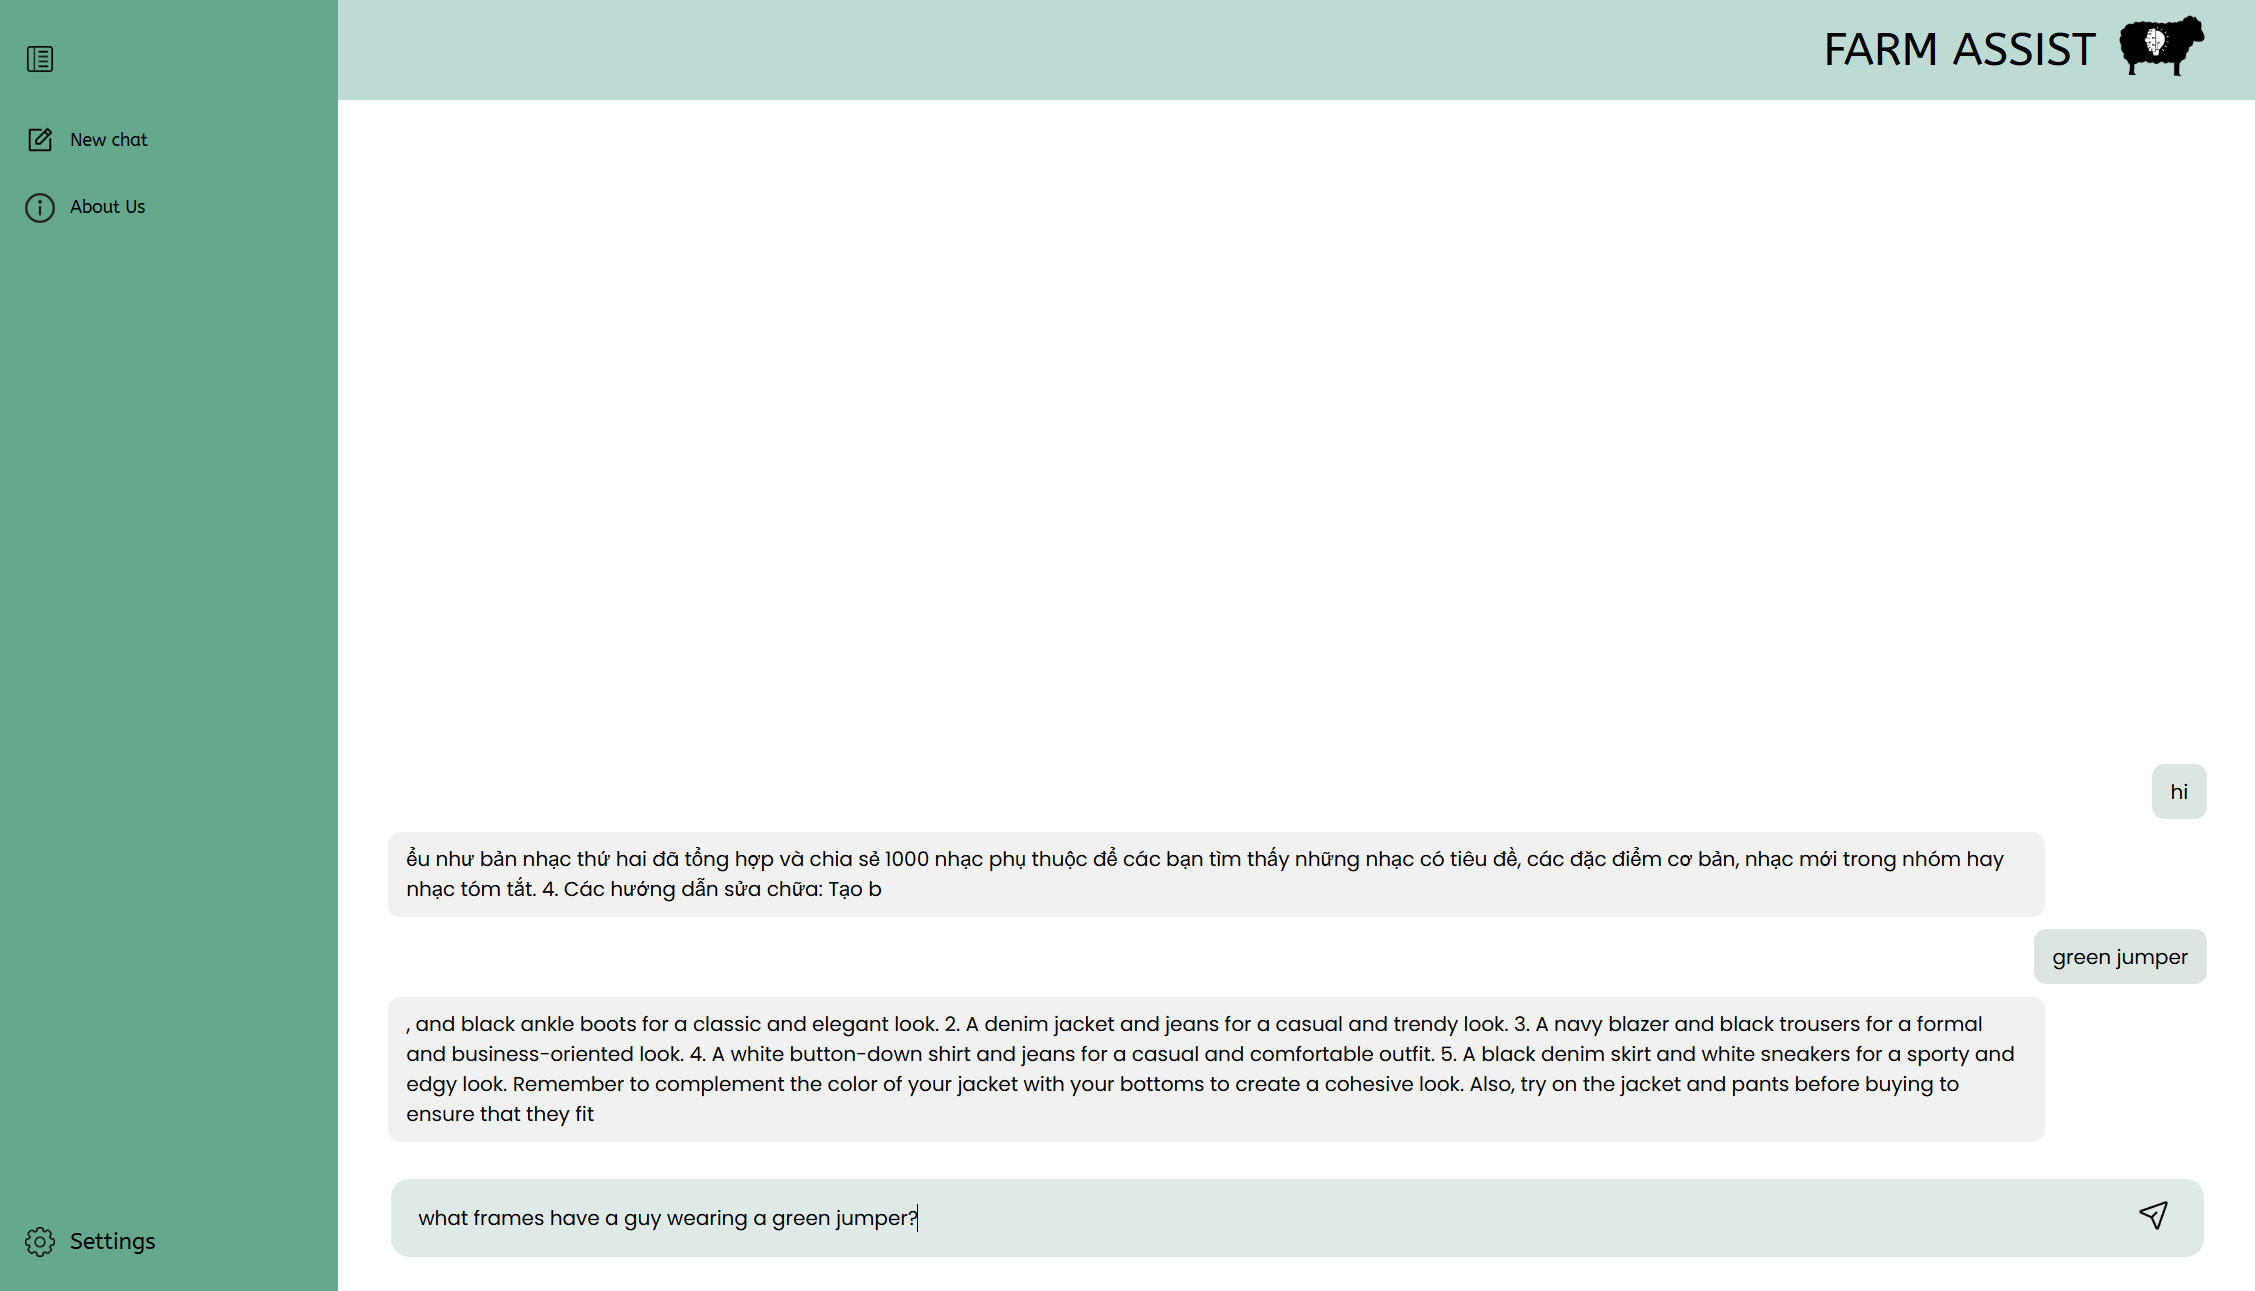 FARM ASSIST
New chat
About Us
hi
ểu như bản nhạc thứ hai đã tổng hợp và chia sẻ 1000 nhạc phụ thuộc để các bạn tìm thấy những nhạc có tiêu đề, các đặc điểm cơ bản, nhạc mới trong nhóm hay
nhạc tóm tắt. 4. Các hướng dẫn sửa chữa: Tạo b
green jumper
, and black ankle boots for a classic and elegant look. 2. A denim jacket and jeans for a casual and trendy look. 3. A navy blazer and black trousers for a formal
and business-oriented look. 4. A white button-down shirt and jeans for a casual and comfortable outfit. 5. A black denim skirt and white sneakers for a sporty and
edgy look. Remember to complement the color of your jacket with your bottoms to create a cohesive look. Also, try on the jacket and pants before buying to
ensure that they fit
what frames have a guy wearing a green jumper?
Settings